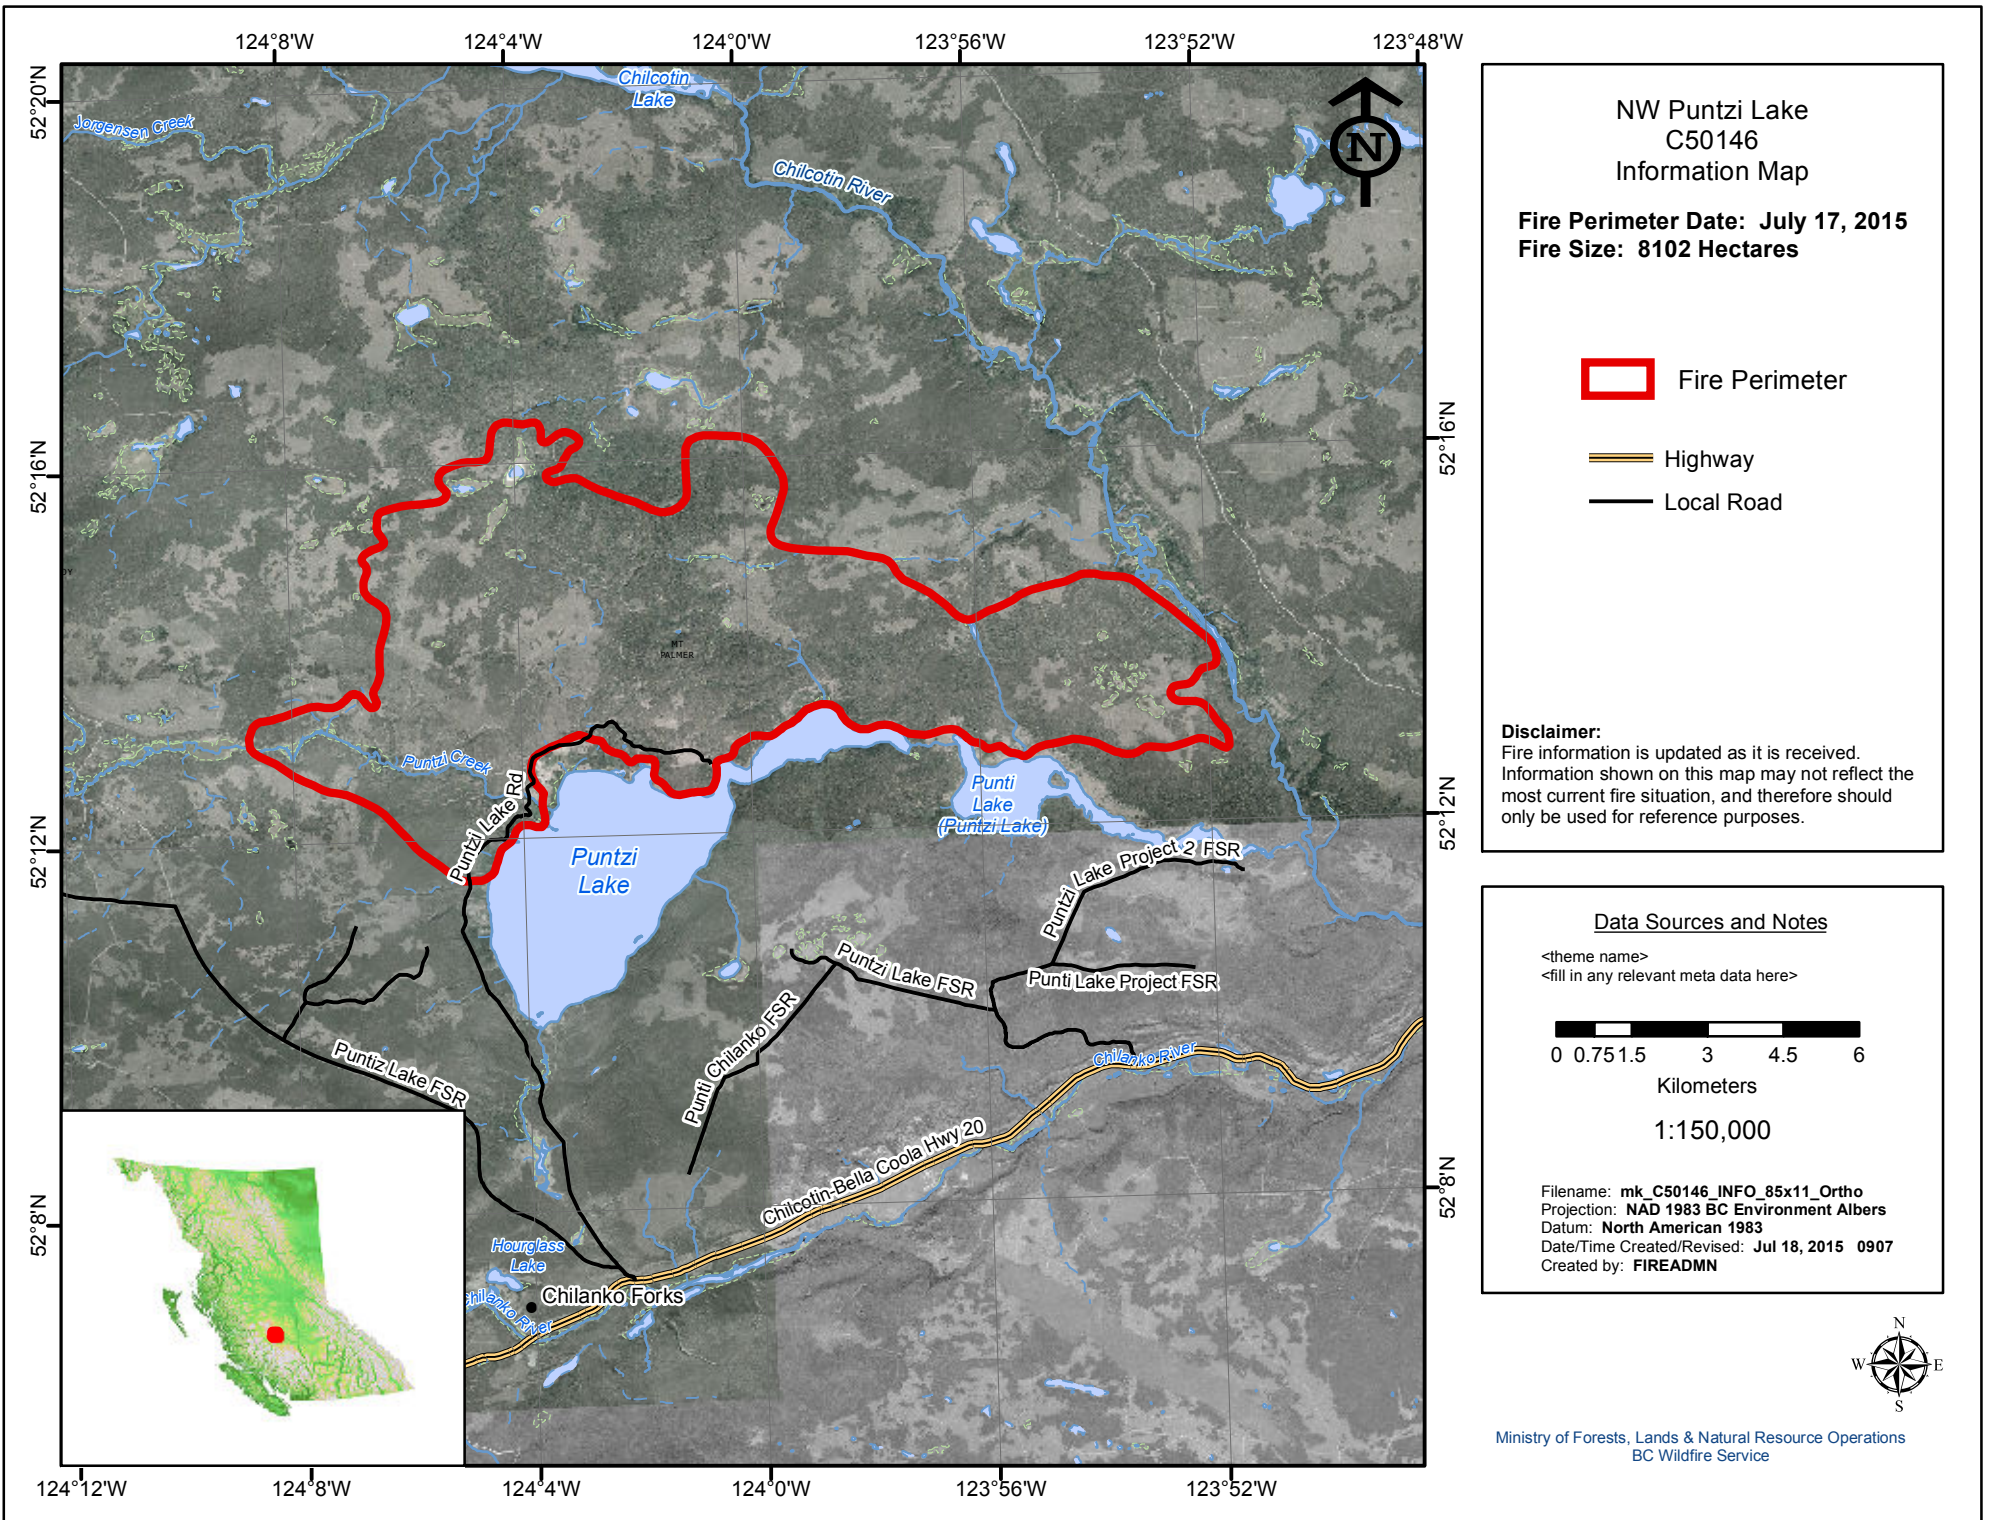 124°8'W
124°4'W
124°0'W
123°56'W
123°52'W
123°48'W
52°20'N
52°16'N
52°12'N
52°8'N
52°16'N
52°12'N
52°8'N
124°12'W
124°8'W
124°4'W
124°0'W
123°56'W
123°52'W
Chilcotin
Lake
Jorgensen Creek
Chilcotin River
N
MT
PALMER
Puntzi Creek
Puntzi Lake Rd
Puntzi
Lake
Punti
Lake
(Puntzi Lake)
Puntzi Lake Project 2 FSR
Puntzi Lake FSR
Punti Lake Project FSR
Punti Chilanko FSR
Puntiz Lake FSR
Chilanko River
Chilcotin-Bella Coola Hwy 20
Hourglass
Lake
Chilanko Forks
Chilanko River
NW Puntzi Lake
C50146
Information Map
Fire Perimeter Date: July 17, 2015
Fire Size: 8102 Hectares
Fire Perimeter
Highway
Local Road
Disclaimer:
Fire information is updated as it is received.
Information shown on this map may not reflect the
most current fire situation, and therefore should
only be used for reference purposes.
Data Sources and Notes
<theme name>
<fill in any relevant meta data here>
0 0.75 1.5 3 4.5 6
Kilometers
1:150,000
Filename: mk_C50146_INFO_85x11_Ortho
Projection: NAD 1983 BC Environment Albers
Datum: North American 1983
Date/Time Created/Revised: Jul 18, 2015 0907
Created by: FIREADMN
N
W E
S
Ministry of Forests, Lands & Natural Resource Operations
BC Wildfire Service